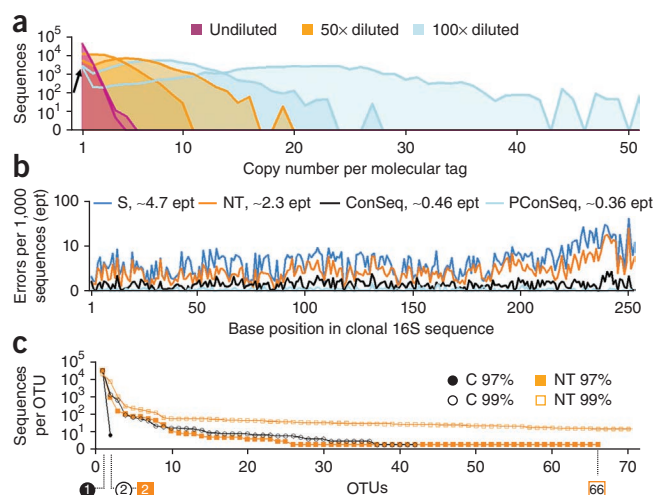 a
Undiluted 50× diluted 100× diluted
Sequences
10⁵
10⁴
10³
10²
10¹
0
1 10 20 30 40 50
Copy number per molecular tag
b
S, ~4.7 ept NT, ~2.3 ept ConSeq, ~0.46 ept PConSeq, ~0.36 ept
Errors per 1,000
sequences (ept)
100
10
0
1 50 100 150 200 250
Base position in clonal 16S sequence
c
C 97% NT 97%
C 99% NT 99%
Sequences
per OTU
10⁵
10⁴
10³
10²
10¹
0
0 10 20 30 40 50 60 70
1 2 2 66
OTUs